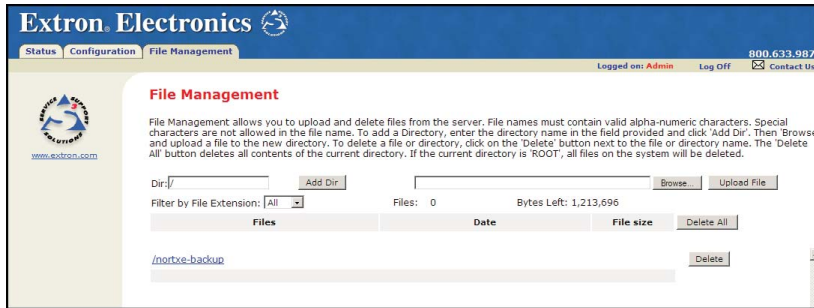 Extron® Electronics
Status Configuration File Management
800.633.987
Logged on: Admin Log Off Contact Us
SERVICE SUPPORT SOLUTIONS
S3
www.extron.com
File Management
File Management allows you to upload and delete files from the server. File names must contain valid alpha-numeric characters. Special
characters are not allowed in the file name. To add a Directory, enter the directory name in the field provided and click 'Add Dir'. Then 'Browse
and upload a file to the new directory. To delete a file or directory, click on the 'Delete' button next to the file or directory name. The 'Delete
All' button deletes all contents of the current directory. If the current directory is 'ROOT', all files on the system will be deleted.
Dir: / Add Dir Browse... Upload File
Filter by File Extension: All Files: 0 Bytes Left: 1,213,696
Files Date File size Delete All
/nortxe-backup Delete